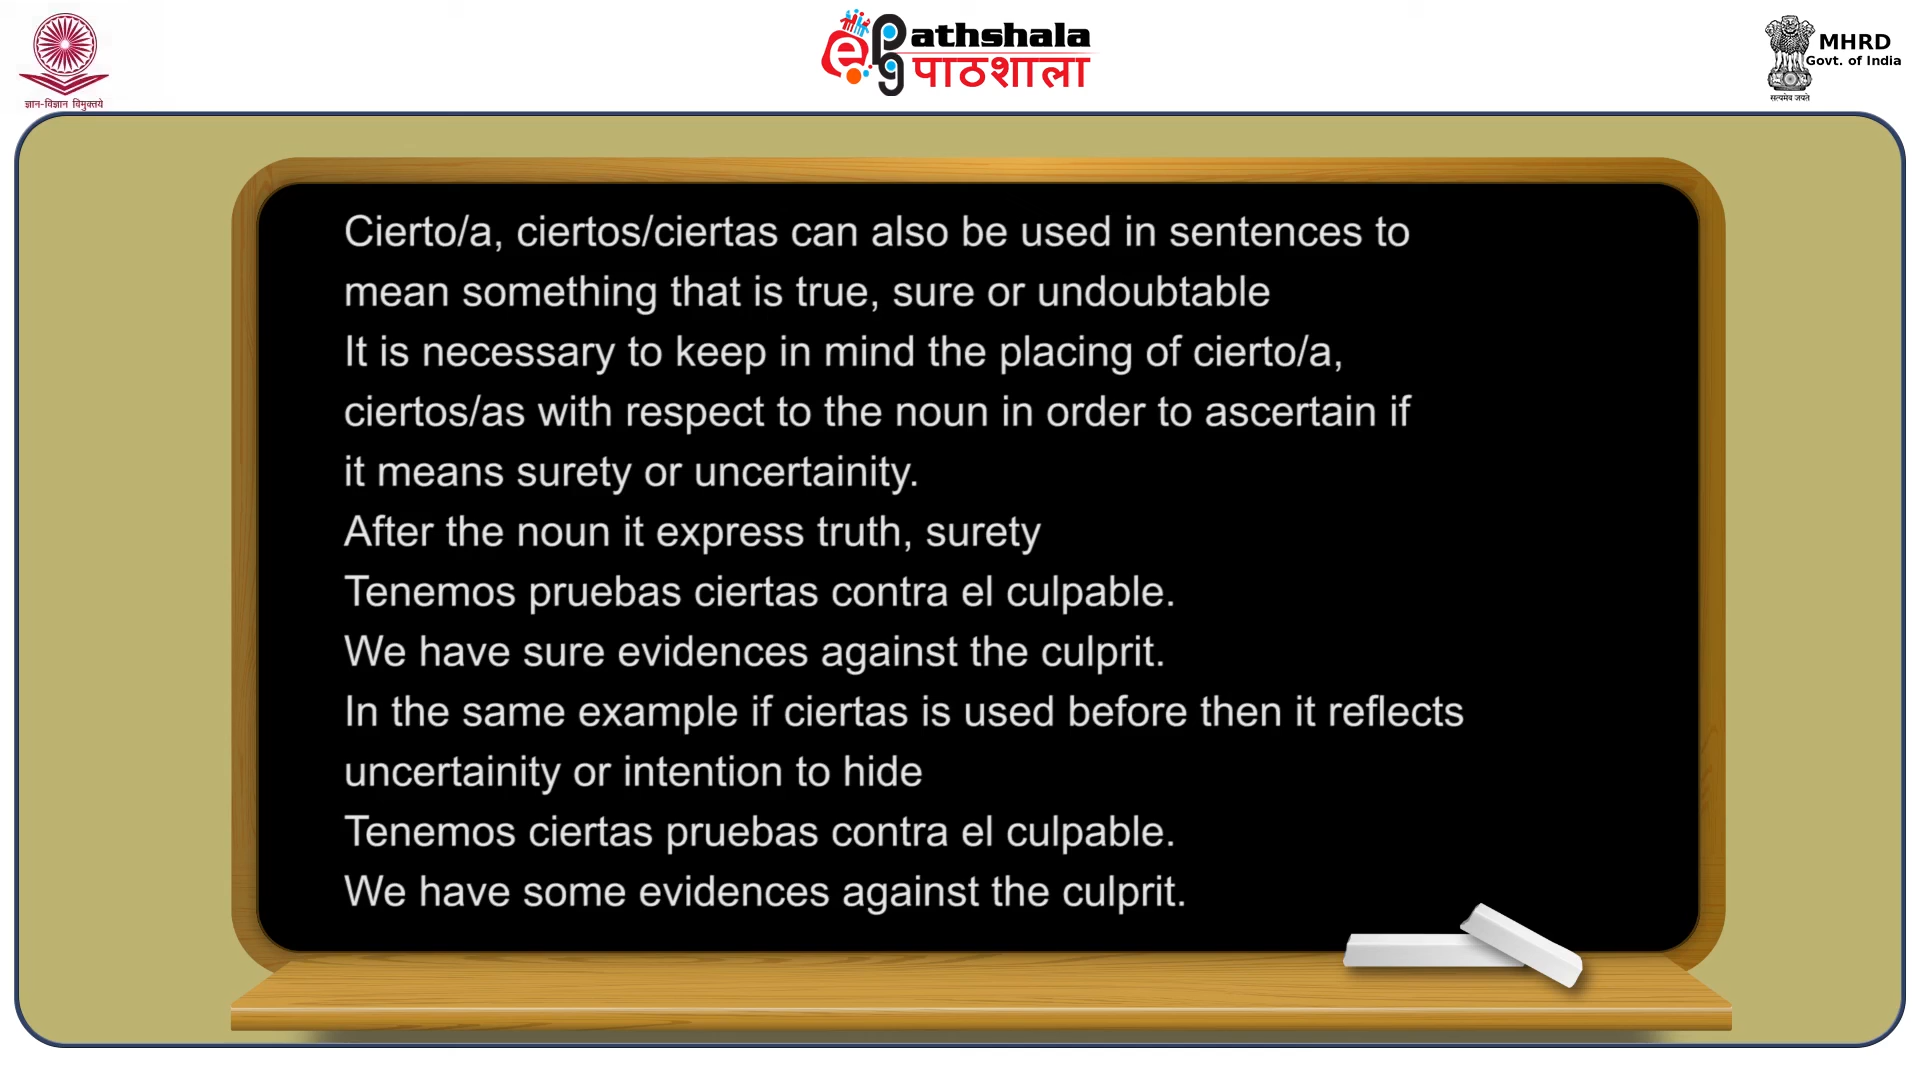 ज्ञान-विज्ञान विमुक्तये
ePathshala
पाठशाला
MHRD
Govt. of India
सत्यमेव जयते
Cierto/a, ciertos/ciertas can also be used in sentences to
mean something that is true, sure or undoubtable
It is necessary to keep in mind the placing of cierto/a,
ciertos/as with respect to the noun in order to ascertain if
it means surety or uncertainity.
After the noun it express truth, surety
Tenemos pruebas ciertas contra el culpable.
We have sure evidences against the culprit.
In the same example if ciertas is used before then it reflects
uncertainity or intention to hide
Tenemos ciertas pruebas contra el culpable.
We have some evidences against the culprit.